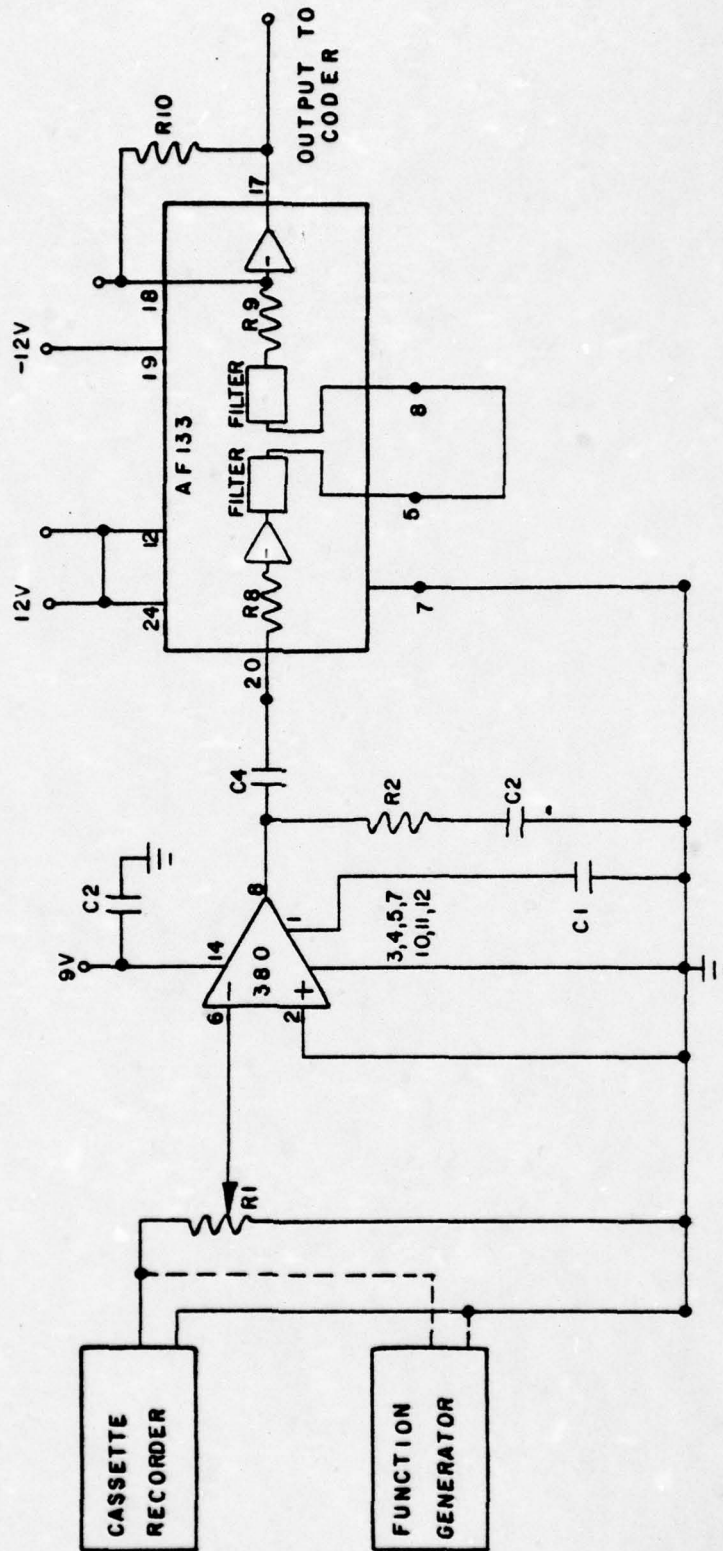 CASSETTE
RECORDER
FUNCTION
GENERATOR
R1
6
2
−
+
380
14
9V
C2
8
1
3,4,5,7
10,11,12
C1
R2
C2
C4
20
24
12
12V
19
-12V
18
AF133
R8
−
FILTER
FILTER
R9
−
17
R10
5
8
7
OUTPUT TO
CODER